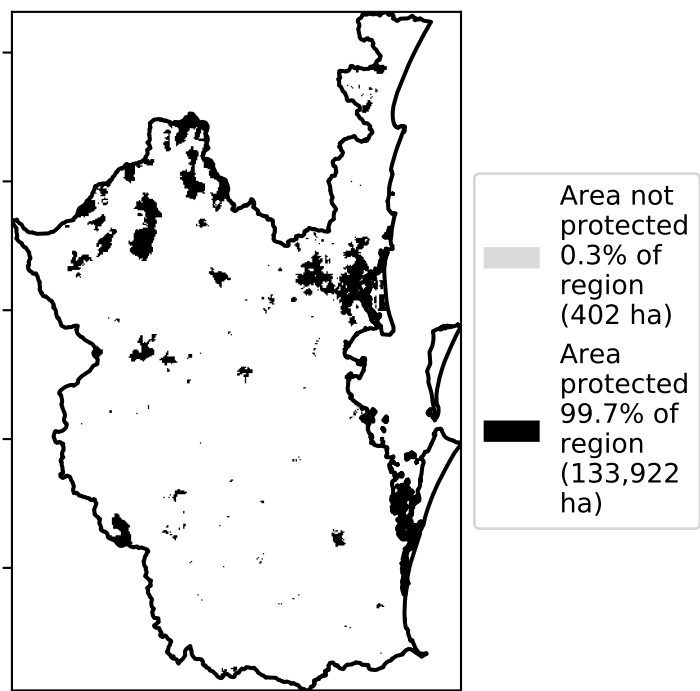 Area not
protected
0.3% of
region
(402 ha)
Area
protected
99.7% of
region
(133,922
ha)